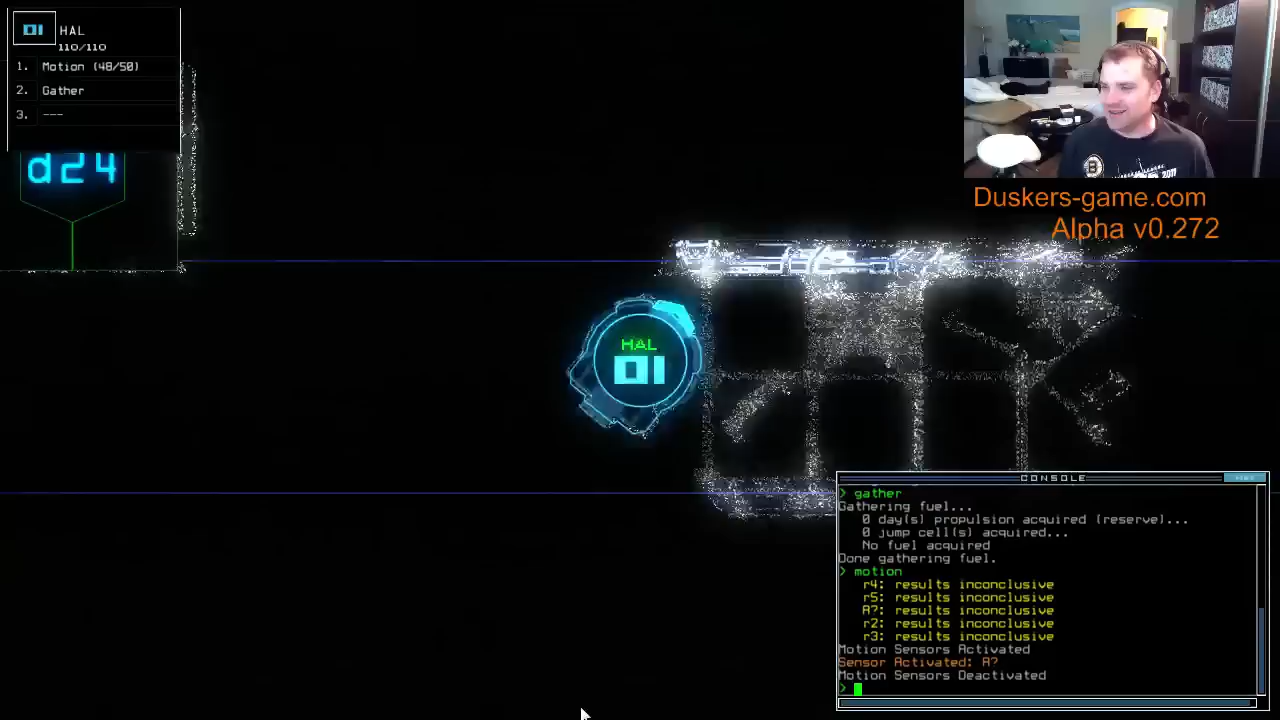 01 HAL
110/110
1. Motion (48/50)
2. Gather
3. ---
d24
Duskers-game.com
Alpha v0.272
HAL
01
CONSOLE
> gather
Gathering fuel...
0 day(s) propulsion acquired (reserve)...
0 jump cell(s) acquired...
No fuel acquired
Done gathering fuel.
> motion
r4: results inconclusive
r5: results inconclusive
A?: results inconclusive
r2: results inconclusive
r3: results inconclusive
Motion Sensors Activated
Sensor Activated: A?
Motion Sensors Deactivated
>